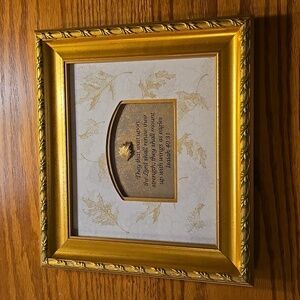 They that wait upon
the Lord shall renew their
strength; they shall mount
up with wings as eagles
Isaiah 40:31